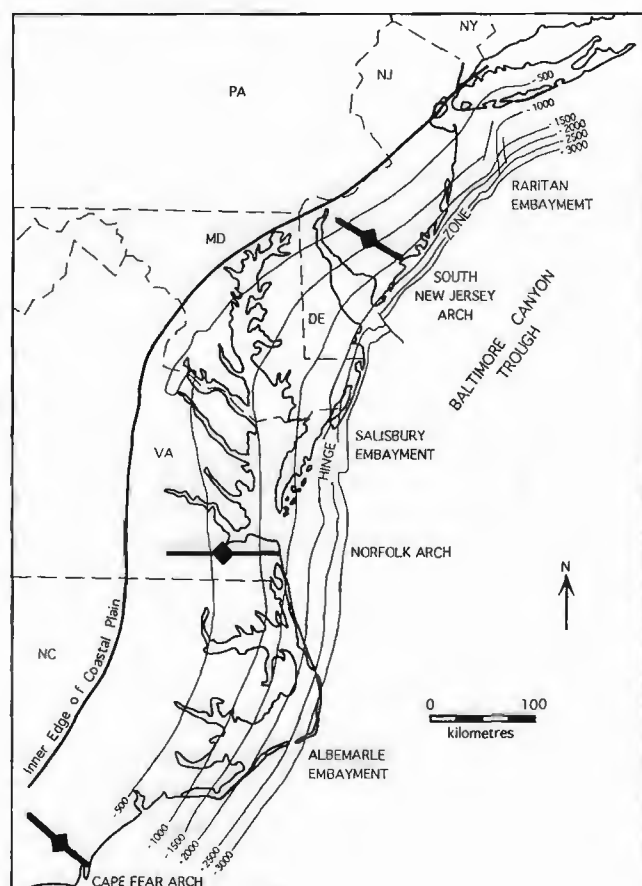 NY
NJ
PA
-500
-1000
-1500
-2000
-2500
-3000
RARITAN
EMBAYMEMT
ZONE
MD
SOUTH
NEW JERSEY
ARCH
DE
BALTIMORE CANYON
TROUGH
VA
SALISBURY
EMBAYMENT
HINGE
NORFOLK ARCH
N
NC
Inner Edge of Coastal Plain
0 100
kilometres
ALBEMARLE
EMBAYMENT
-500
-1000
-1500
-2000
-2500
-3000
CAPE FEAR ARCH